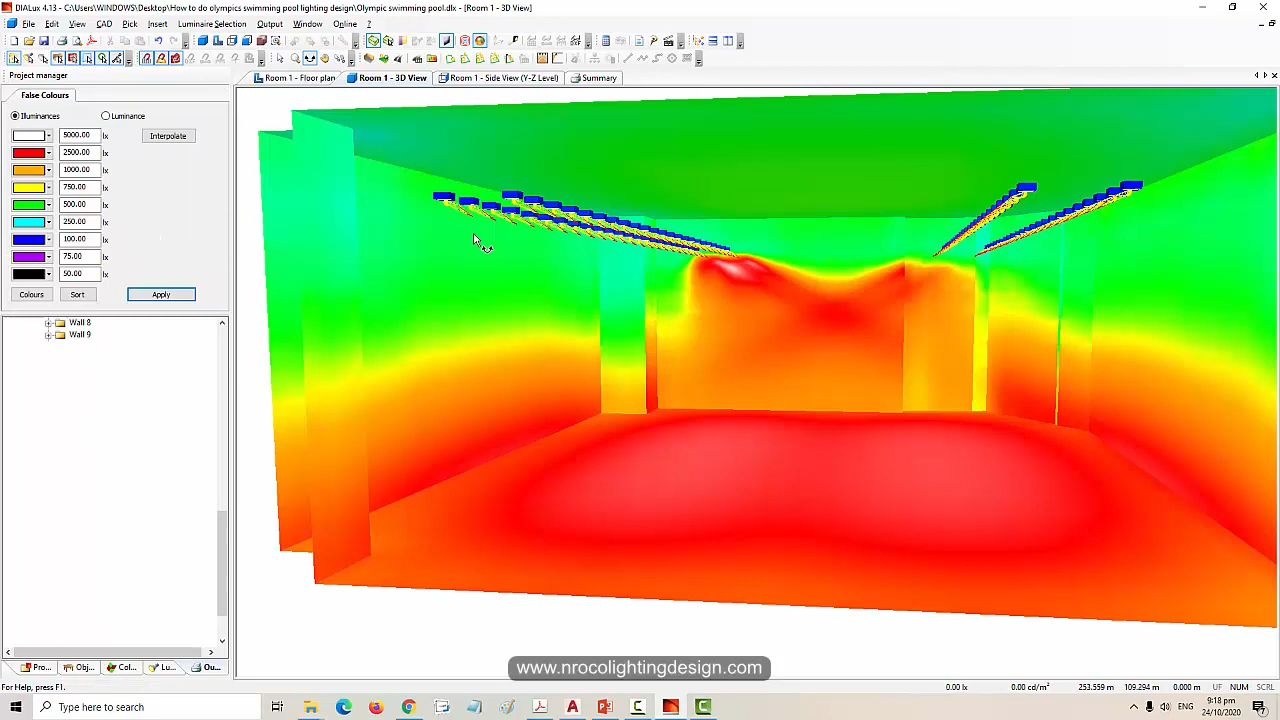 DIALux 4.13 - C:\Users\WINDOWS\Desktop\How to do olympics swimming pool lighting design\Olympic swimming pool.dlx - [Room 1 - 3D View]
File Edit View CAD Pick Insert Luminaire Selection Output Window Online ?
Project manager
Room 1 - Floor plan Room 1 - 3D View Room 1 - Side View (Y-Z Level) Summary
False Colours
Illuminances Luminance
5000.00 lx Interpolate
2500.00 lx
1000.00 lx
750.00 lx
500.00 lx
250.00 lx
100.00 lx
75.00 lx
50.00 lx
Colours Sort Apply
Wall 8
Wall 9
Pro... Obj... Col... Lu... Ou...
www.nrocolightingdesign.com
For Help, press F1. 0.00 lx 0.00 cd/m² 253.559 m 109.294 m 0.000 m UF NUM SCRL
Type here to search ENG 9:18 pm
24/10/2020